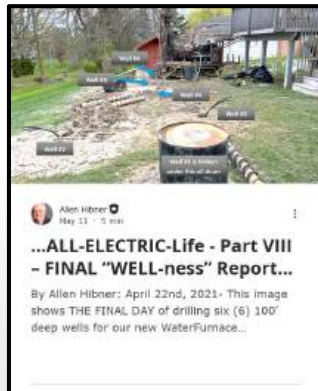 Well #4
Well #3
Well #6
Well #5
Well #2
Well #1 is hidden
under this oil drum
Allen Hibner
May 11 · 5 min
...ALL-ELECTRIC-Life - Part VIII
– FINAL "WELL-ness" Report...
By Allen Hibner: April 22nd, 2021- This image
shows THE FINAL DAY of drilling six (6) 100'
deep wells for our new WaterFurnace...